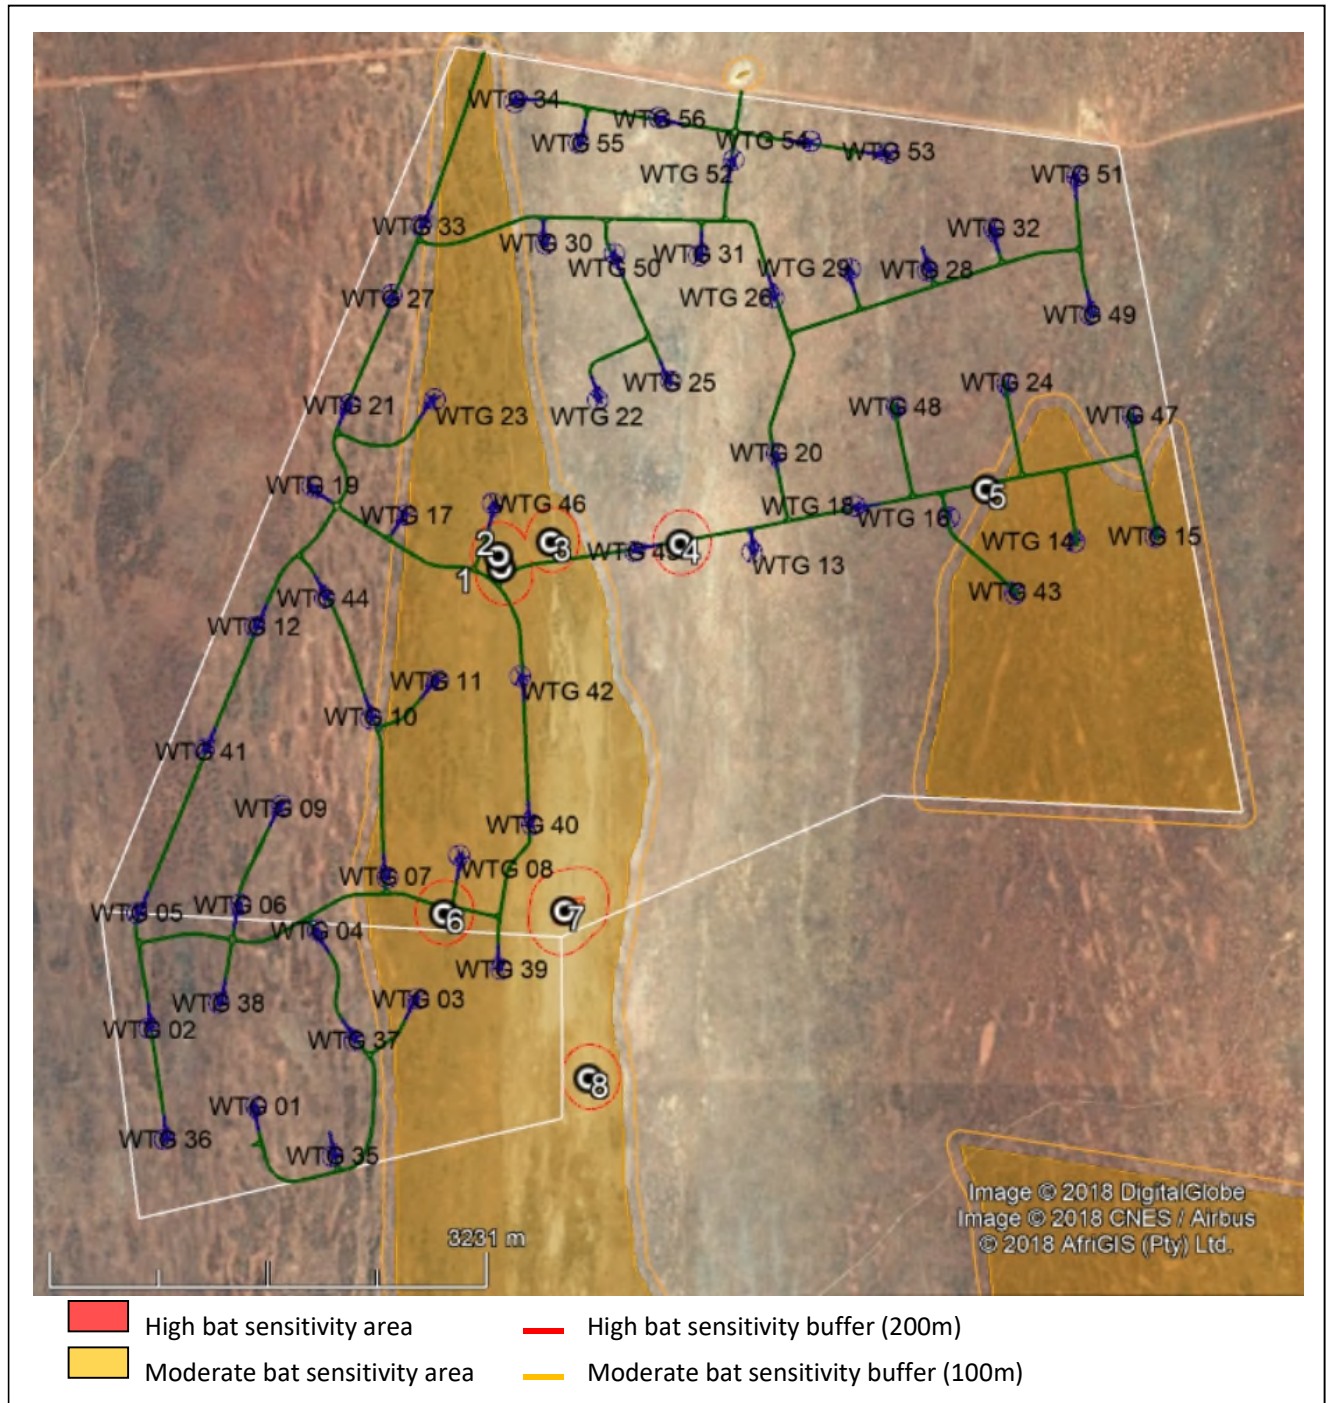 WTG 34
WTG 56
WTG 55
WTG 54
WTG 53
WTG 52
WTG 51
WTG 33
WTG 30
WTG 32
WTG 31
WTG 50
WTG 29
WTG 28
WTG 27
WTG 26
WTG 49
WTG 25
WTG 24
WTG 21
WTG 23
WTG 22
WTG 48
WTG 47
WTG 20
WTG 19
5
WTG 46
WTG 18
WTG 17
WTG 16
WTG 15
WTG 14
2
3
4
WTG 13
1
WTG 43
WTG 44
WTG 12
WTG 11
WTG 42
WTG 10
WTG 41
WTG 09
WTG 40
WTG 08
WTG 07
WTG 06
WTG 05
6
7
WTG 04
WTG 39
WTG 03
WTG 38
WTG 02
WTG 37
8
WTG 01
WTG 36
WTG 35
Image © 2018 DigitalGlobe
Image © 2018 CNES / Airbus
© 2018 AfriGIS (Pty) Ltd.
3231 m
High bat sensitivity area
High bat sensitivity buffer (200m)
Moderate bat sensitivity area
Moderate bat sensitivity buffer (100m)